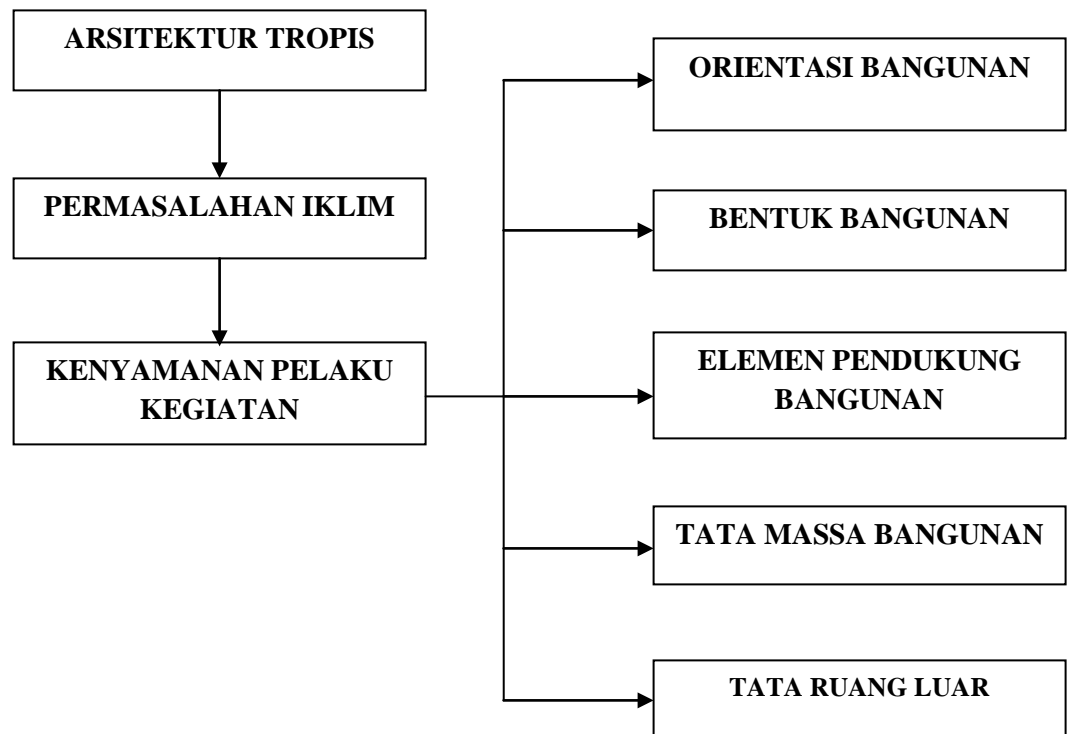 ARSITEKTUR TROPIS
PERMASALAHAN IKLIM
KENYAMANAN PELAKU
KEGIATAN
ORIENTASI BANGUNAN
BENTUK BANGUNAN
ELEMEN PENDUKUNG
BANGUNAN
TATA MASSA BANGUNAN
TATA RUANG LUAR